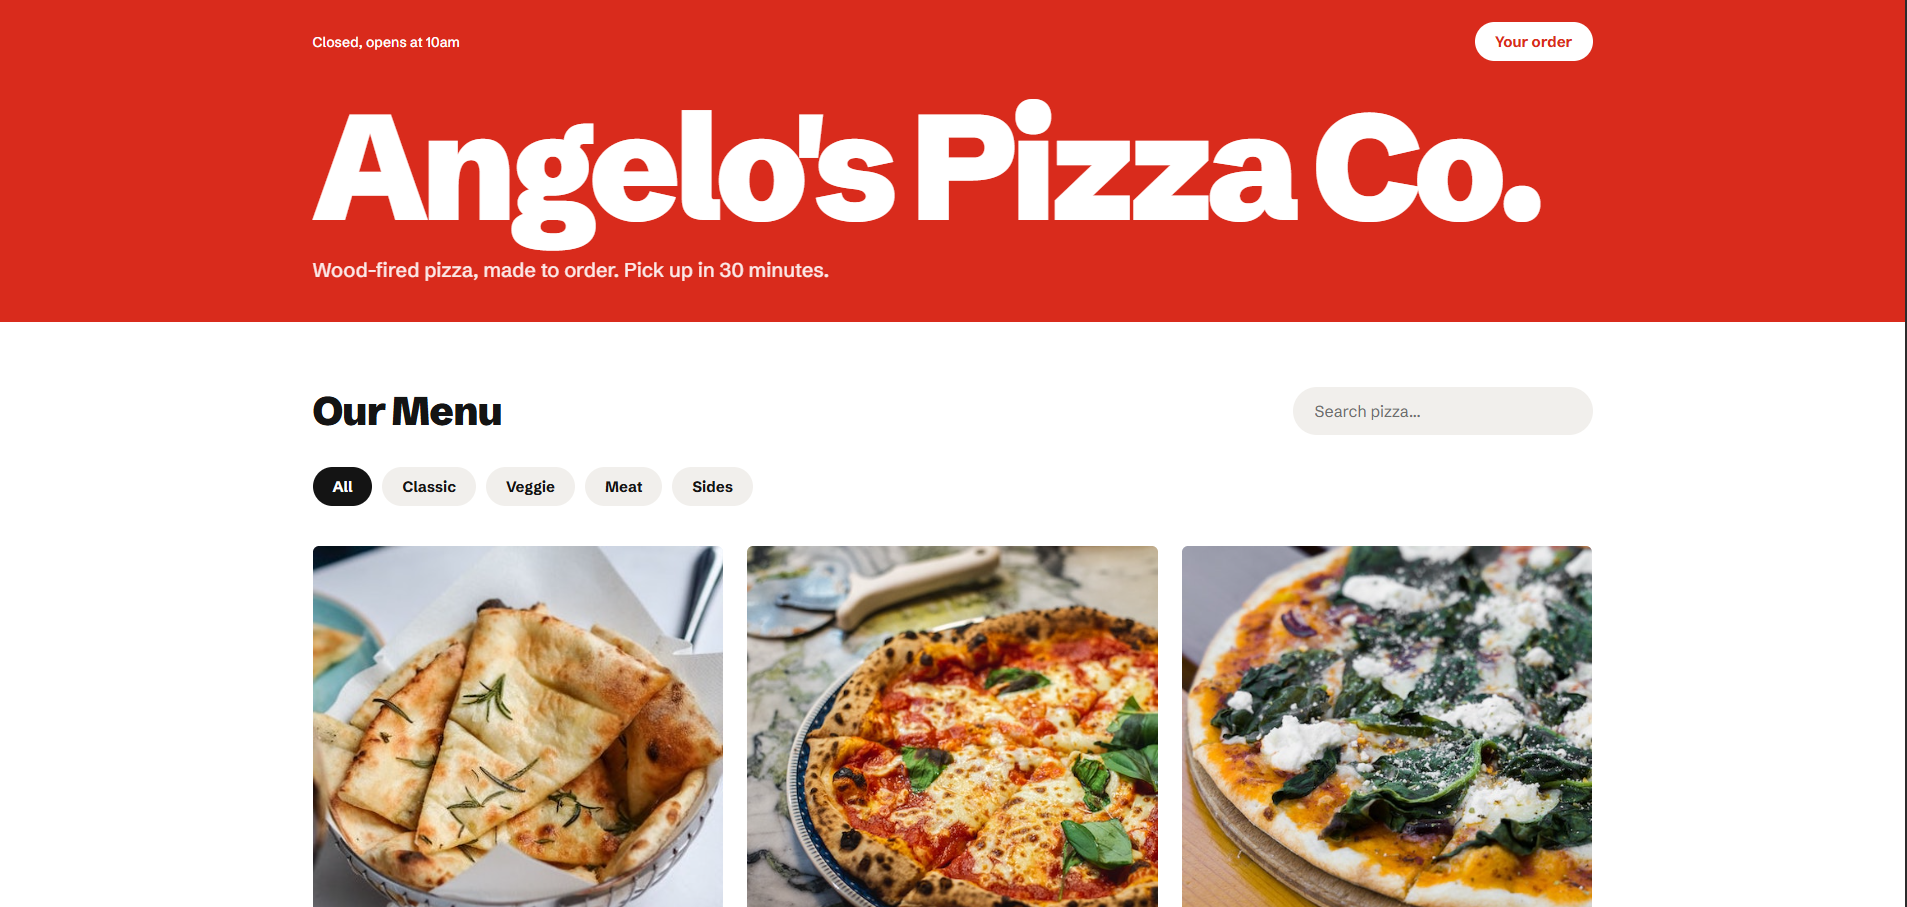 Closed, opens at 10am
Your order
Angelo's Pizza Co.
Wood-fired pizza, made to order. Pick up in 30 minutes.
Our Menu
Search pizza...
All
Classic
Veggie
Meat
Sides